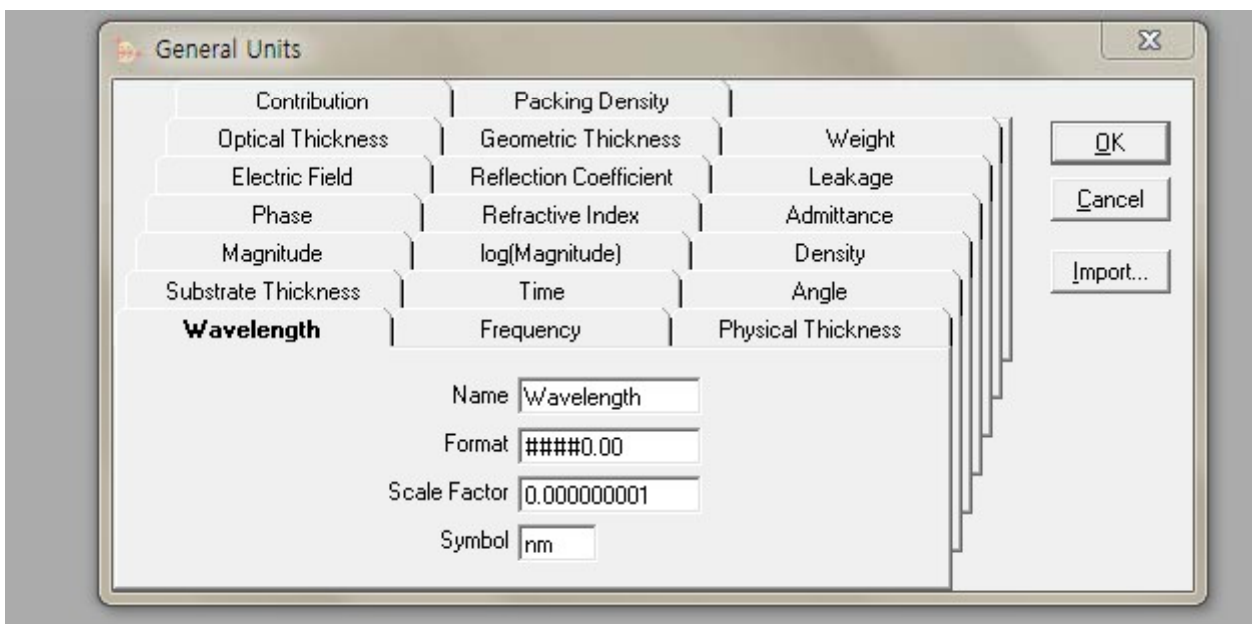 General Units
Contribution Packing Density
Optical Thickness Geometric Thickness Weight
OK
Electric Field Reflection Coefficient Leakage
Cancel
Phase Refractive Index Admittance
Magnitude log(Magnitude) Density
Import...
Substrate Thickness Time Angle
Wavelength Frequency Physical Thickness
Name Wavelength
Format ####0.00
Scale Factor 0.000000001
Symbol nm